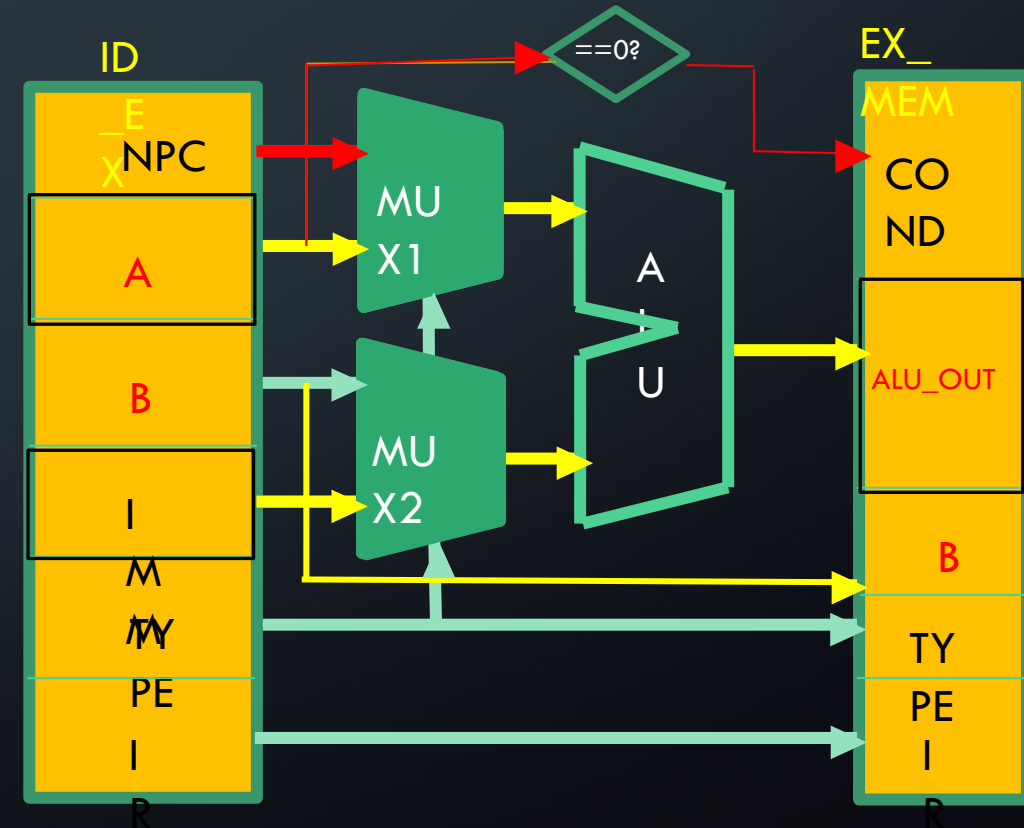 ID
_E
X
NPC
A
B
I
M
M
TY
PE
I
R
MU
X1
MU
X2
==0?
A
L
U
EX_
MEM
CO
ND
ALU_OUT
B
TY
PE
I
R